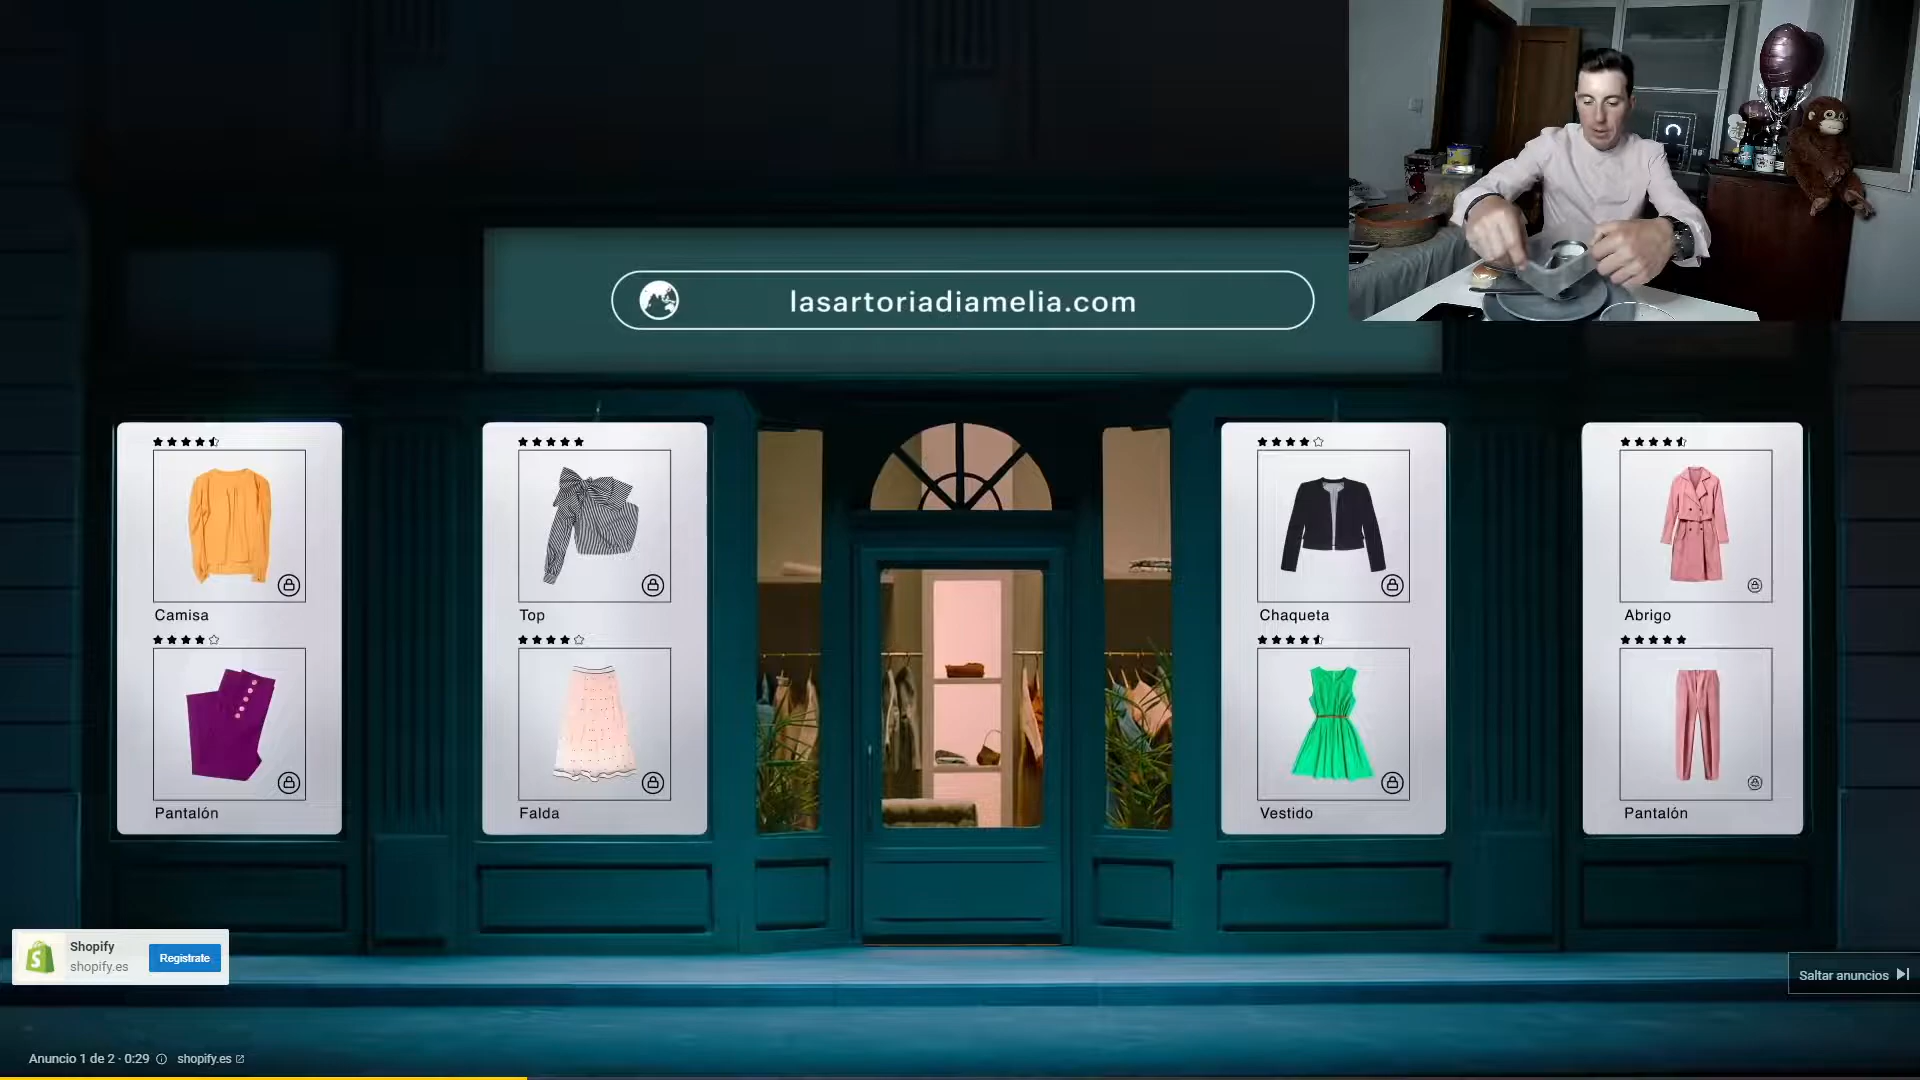 lasartoriadiamelia.com
Camisa
Pantalón
Top
Falda
Chaqueta
Vestido
Abrigo
Pantalón
Shopify
shopify.es
Registrate
Saltar anuncios
Anuncio 1 de 2 · 0:29
shopify.es